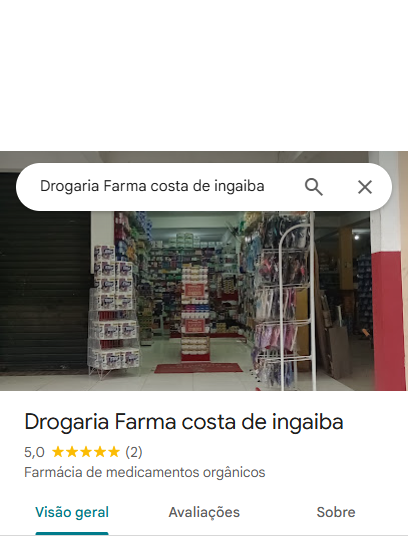 Drogaria Farma costa de ingaiba
Drogaria Farma costa de ingaiba
5,0 (2)
Farmácia de medicamentos orgânicos
Visão geral Avaliações Sobre